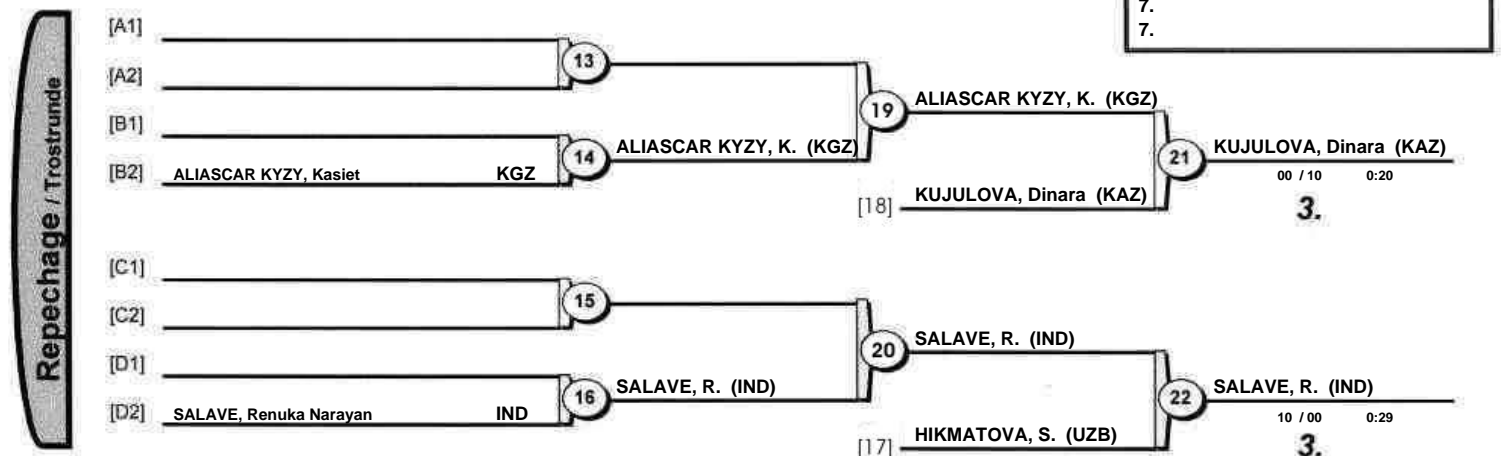 7.
7.
Repechage / Trostrunde
[A1]
[A2]
13
[B1]
[B2] ALIASCAR KYZY, Kasiet KGZ
14
ALIASCAR KYZY, K. (KGZ)
19
ALIASCAR KYZY, K. (KGZ)
[18] KUJULOVA, Dinara (KAZ)
21
KUJULOVA, Dinara (KAZ)
00 / 10 0:20
3.
[C1]
[C2]
15
[D1]
[D2] SALAVE, Renuka Narayan IND
16
SALAVE, R. (IND)
20
SALAVE, R. (IND)
[17] HIKMATOVA, S. (UZB)
22
SALAVE, R. (IND)
10 / 00 0:29
3.